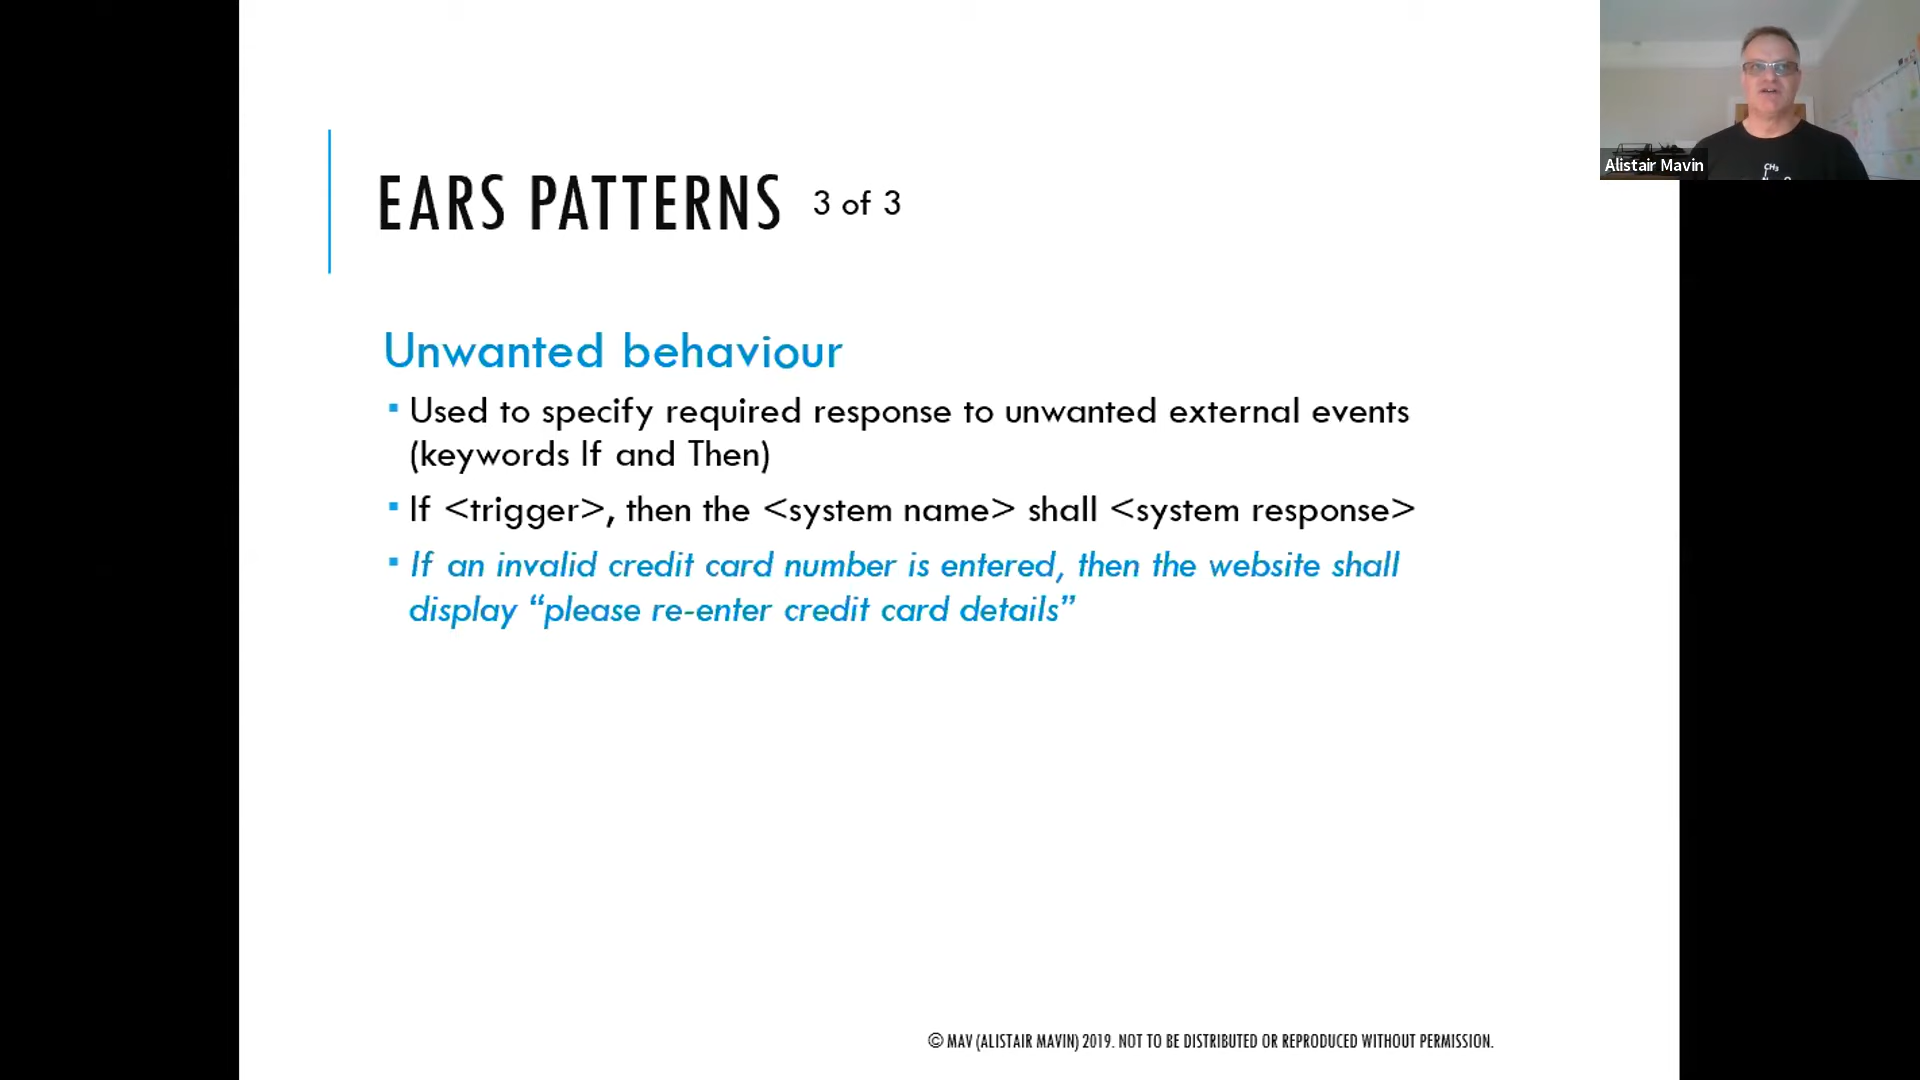 EARS PATTERNS 3 of 3
Alistair Mavin
CH₃
Unwanted behaviour
▪ Used to specify required response to unwanted external events
(keywords If and Then)
▪ If <trigger>, then the <system name> shall <system response>
▪ If an invalid credit card number is entered, then the website shall
display “please re-enter credit card details”
© MAV (ALISTAIR MAVIN) 2019. NOT TO BE DISTRIBUTED OR REPRODUCED WITHOUT PERMISSION.